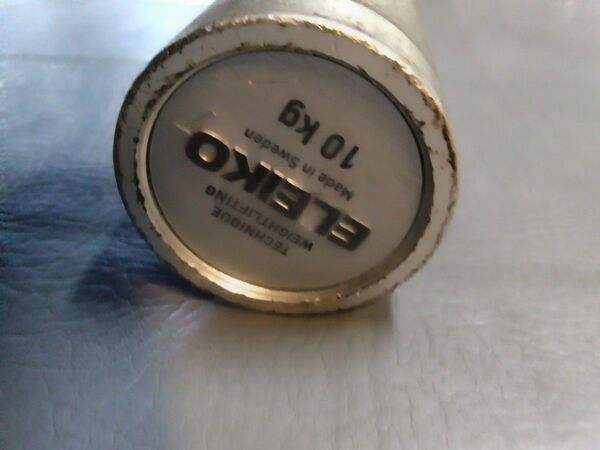 TECHNIQUE
WEIGHTLIFTING
ELEIKO
Made in Sweden
10 kg